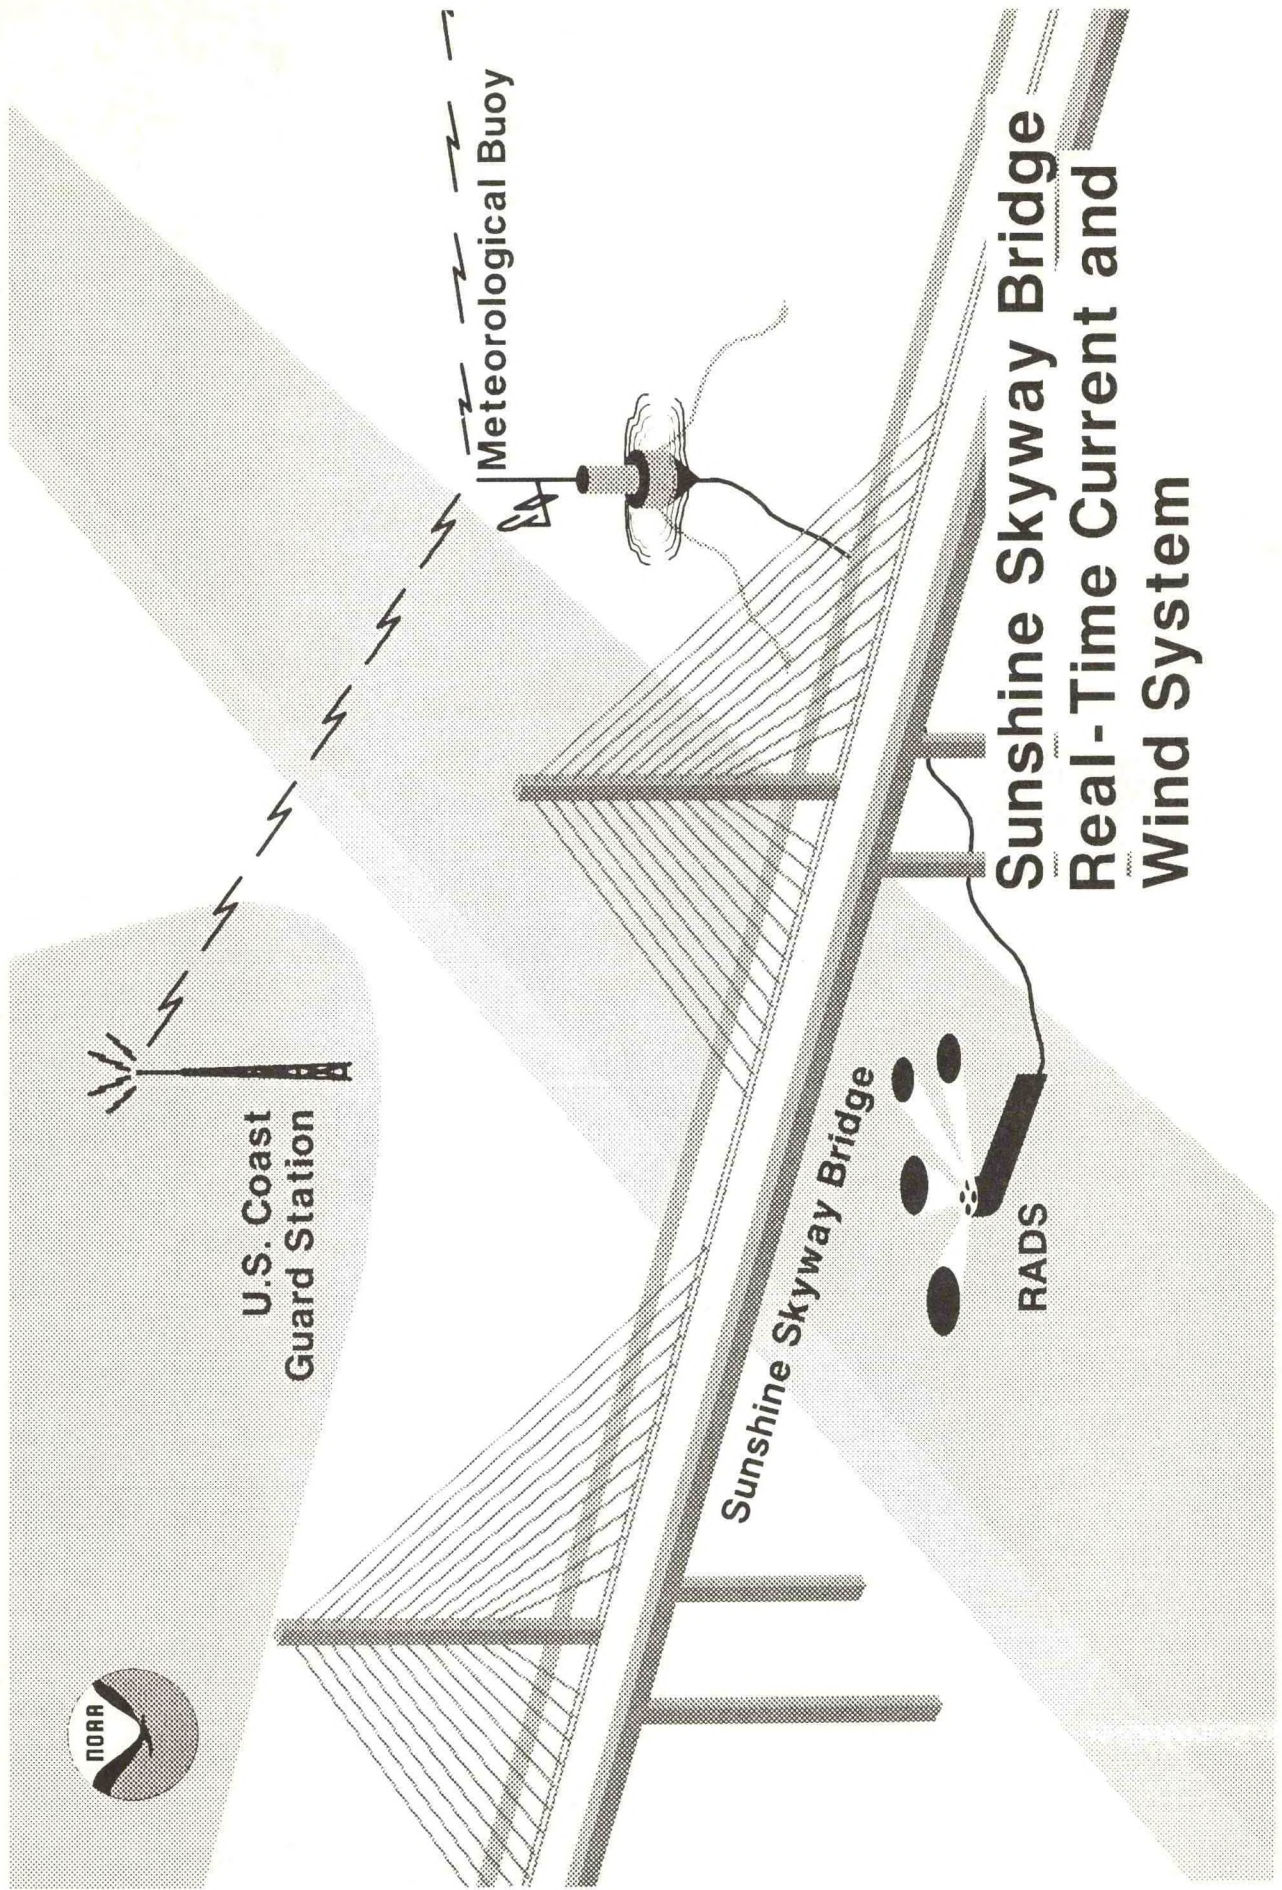 NOAA
U.S. Coast
Guard Station
Meteorological Buoy
Sunshine Skyway Bridge
RADS
Sunshine Skyway Bridge
Real-Time Current and
Wind System